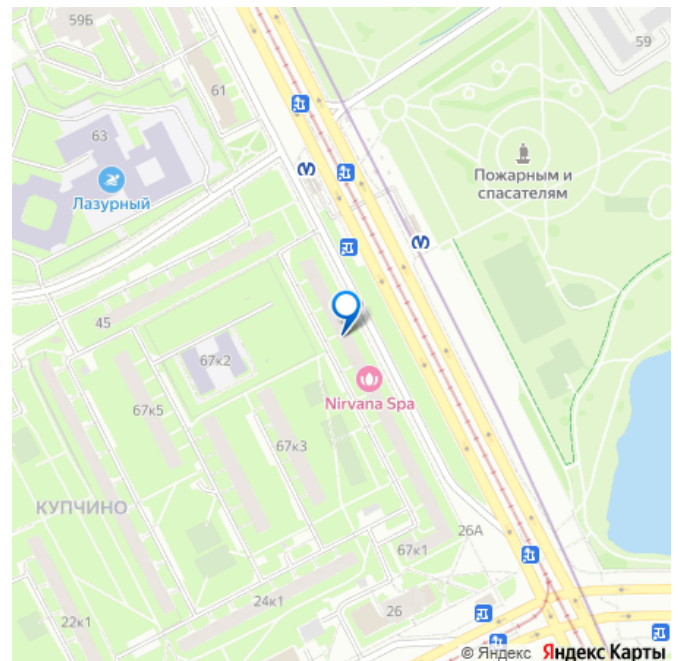 59Б
59
61
63
Лазурный
Пожарным и
спасателям
45
67к2
Nirvana Spa
67к5
67к3
КУПЧИНО
26А
67к1
24к1
26
22к1
© Яндекс Яндекс Карты